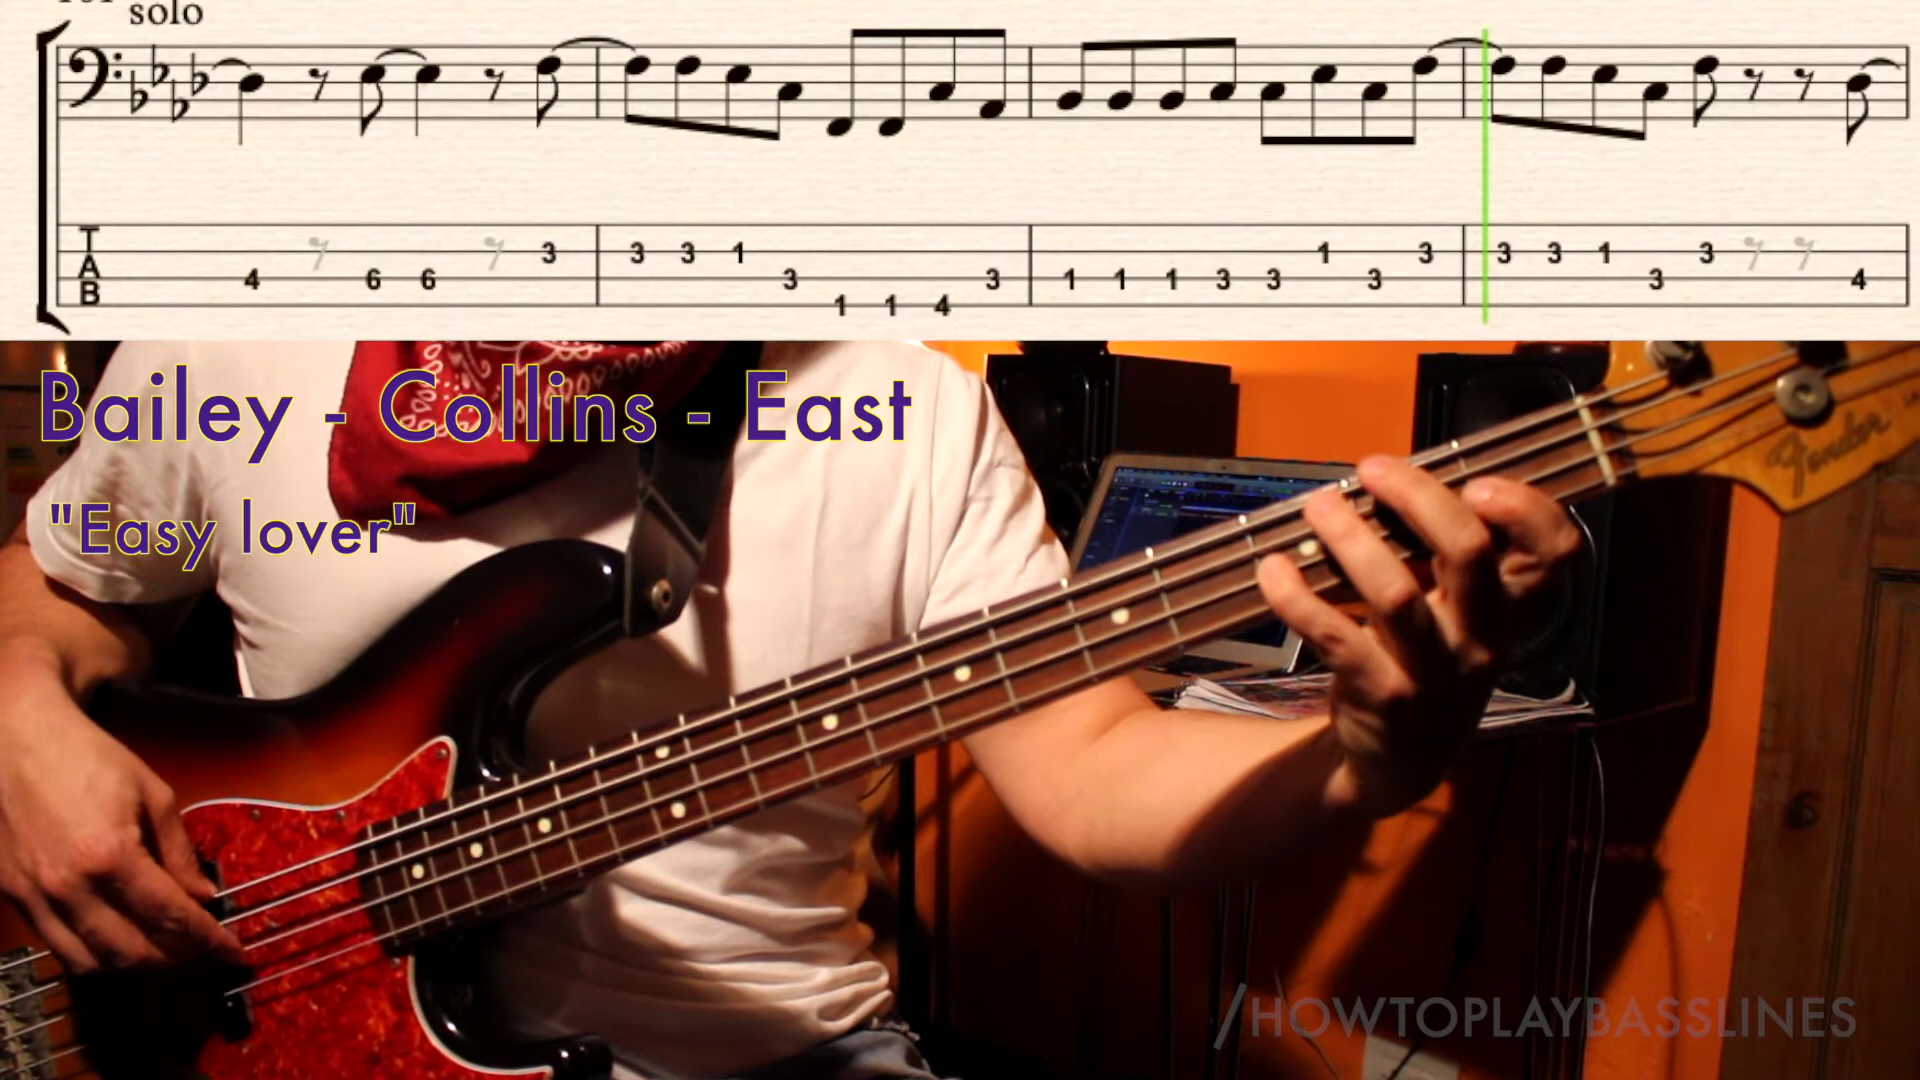 solo
T 4 6 6 3 3 3 1 3 1 1 4 3 1 1 1 3 3 1 3 3 3 3 1 3 3 4
A
B
Bailey - Collins - East
"Easy lover"
Fender
/HOWTOPLAYBASSLINES